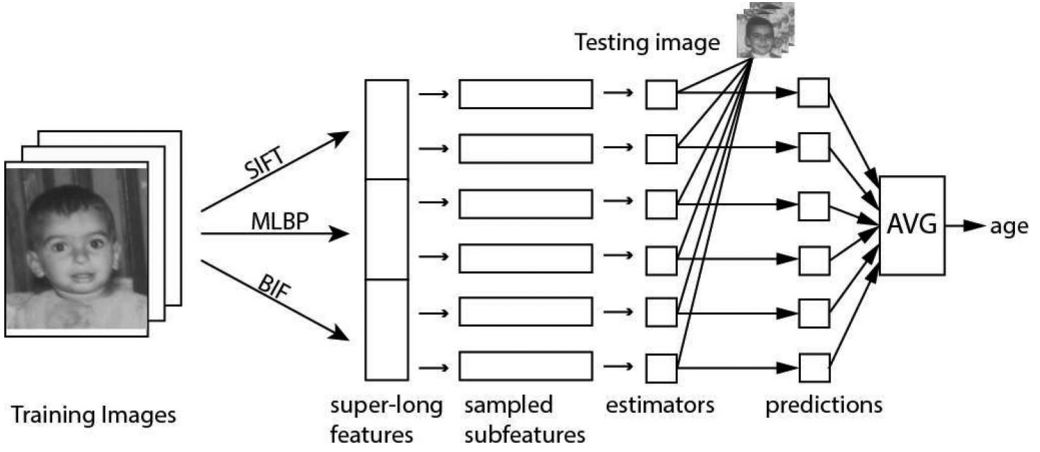 Testing image
SIFT
MLBP
BIF
AVG
age
Training Images
super-long
features
sampled
subfeatures
estimators
predictions